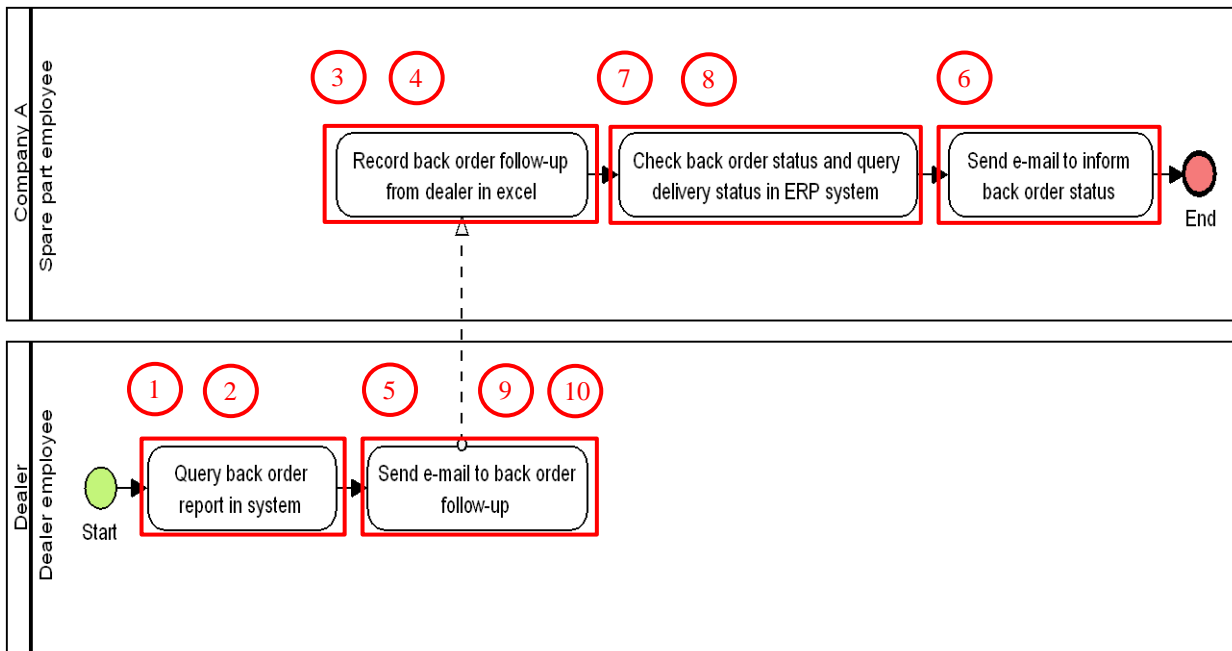 Company A
Spare part employee
3
4
7
8
6
Record back order follow-up
from dealer in excel
Check back order status and query
delivery status in ERP system
Send e-mail to inform
back order status
End
Dealer
Dealer employee
1
2
5
9
10
Start
Query back order
report in system
Send e-mail to back order
follow-up